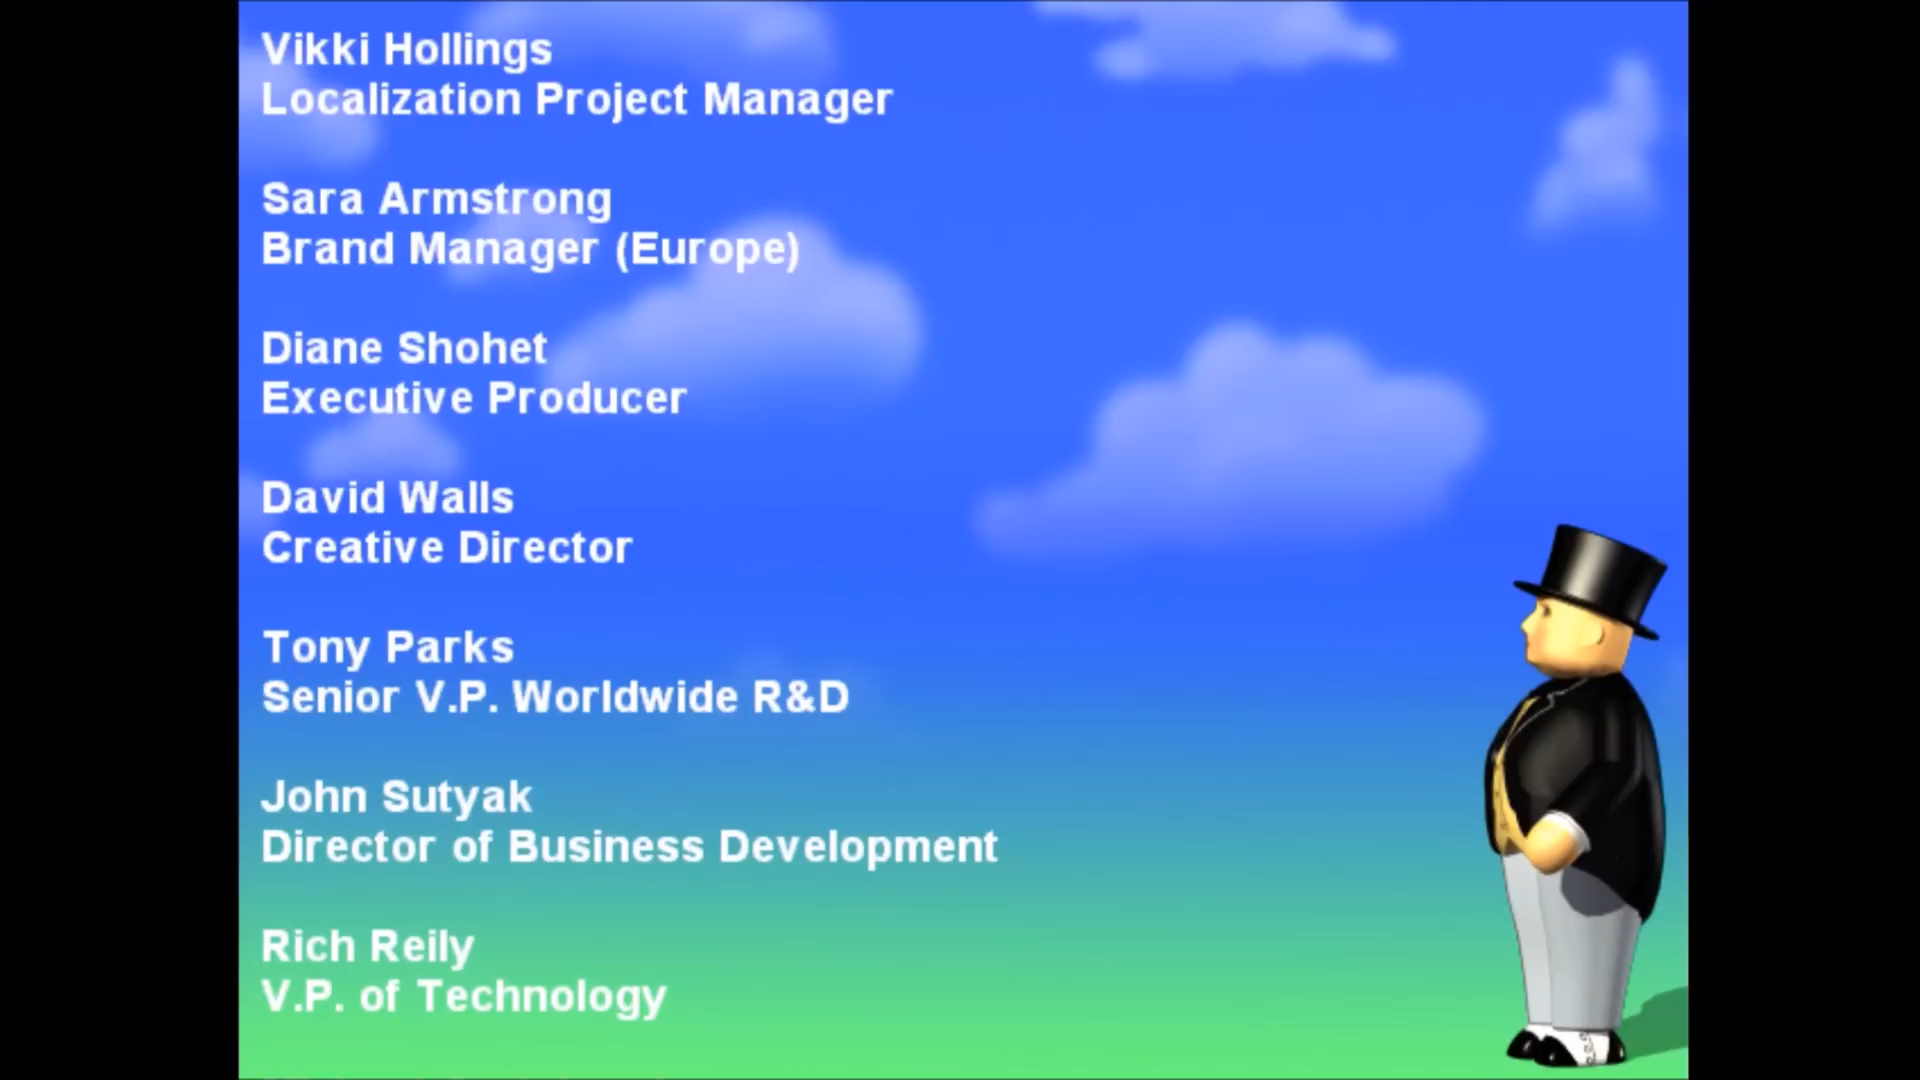 Vikki Hollings
Localization Project Manager
Sara Armstrong
Brand Manager (Europe)
Diane Shohet
Executive Producer
David Walls
Creative Director
Tony Parks
Senior V.P. Worldwide R&D
John Sutyak
Director of Business Development
Rich Reily
V.P. of Technology